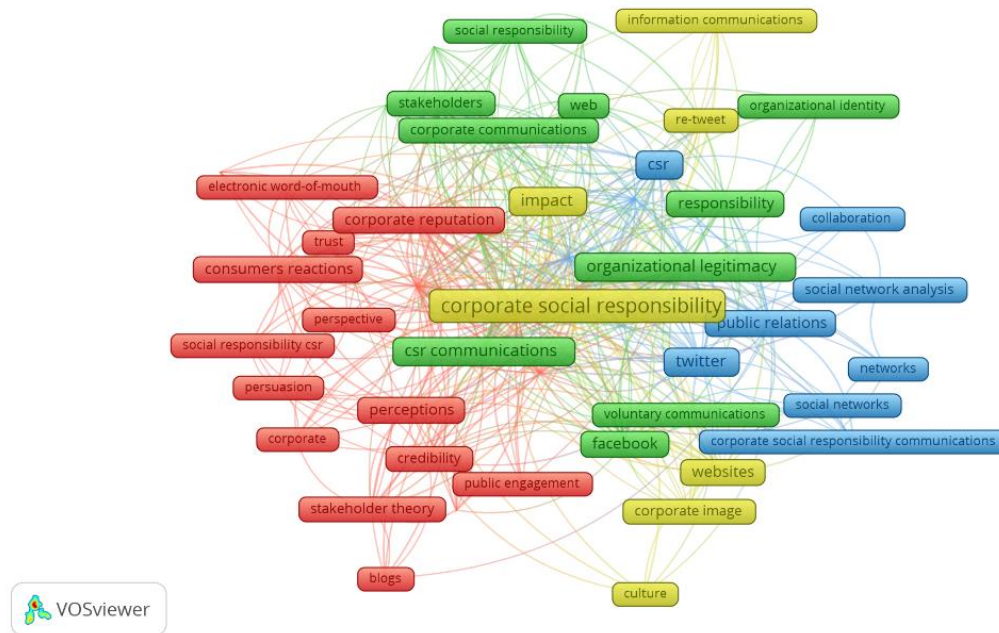 information communications
social responsibility
stakeholders
web
organizational identity
re-tweet
corporate communications
csr
electronic word-of-mouth
impact
responsibility
corporate reputation
collaboration
trust
consumers reactions
organizational legitimacy
social network analysis
corporate social responsibility
perspective
public relations
social responsibility csr
csr communications
twitter
networks
persuasion
social networks
perceptions
voluntary communications
corporate
facebook
corporate social responsibility communications
credibility
websites
public engagement
stakeholder theory
corporate image
blogs
culture
VOSviewer